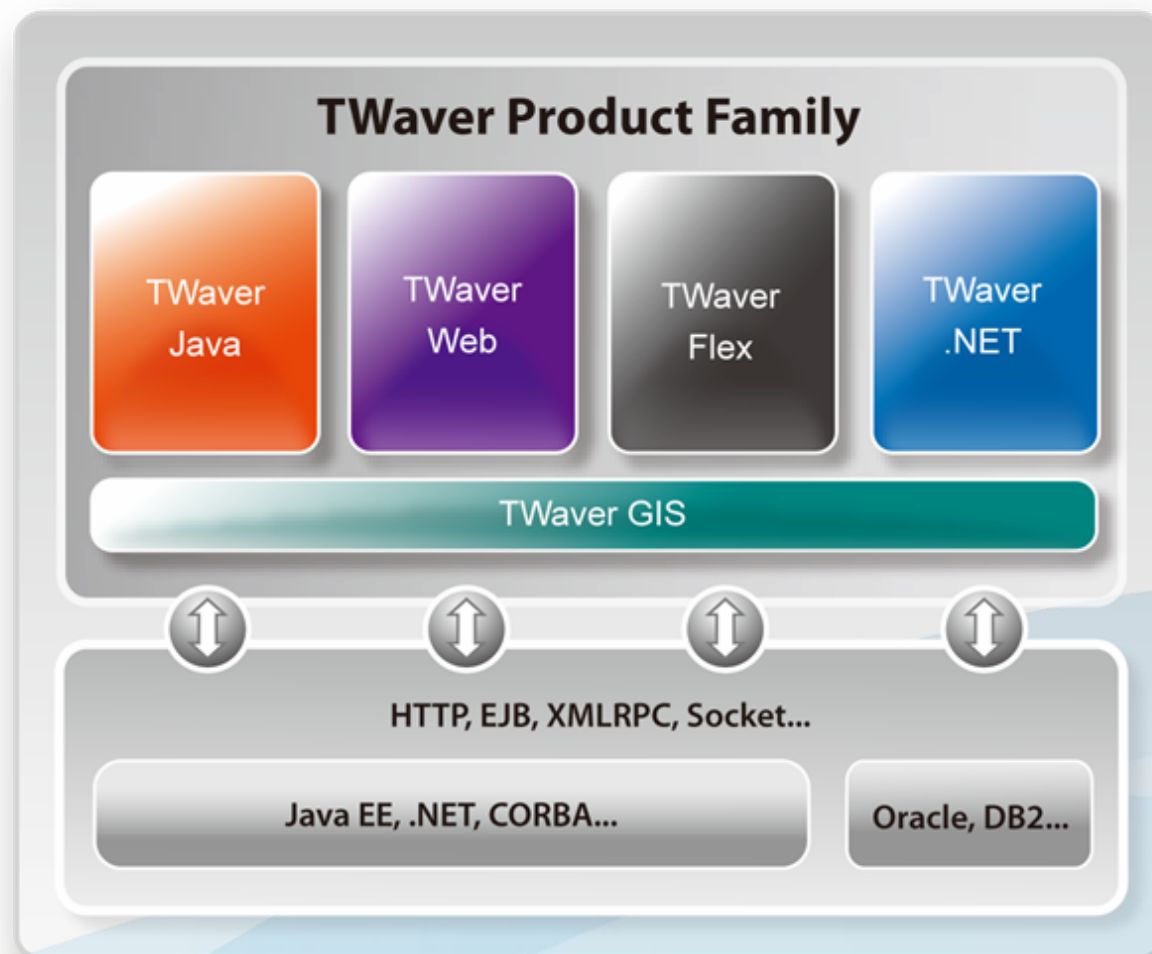 TWaver Product Family
TWaver
Java
TWaver
Web
TWaver
Flex
TWaver
.NET
TWaver GIS
HTTP, EJB, XMLRPC, Socket...
Java EE, .NET, CORBA...
Oracle, DB2...